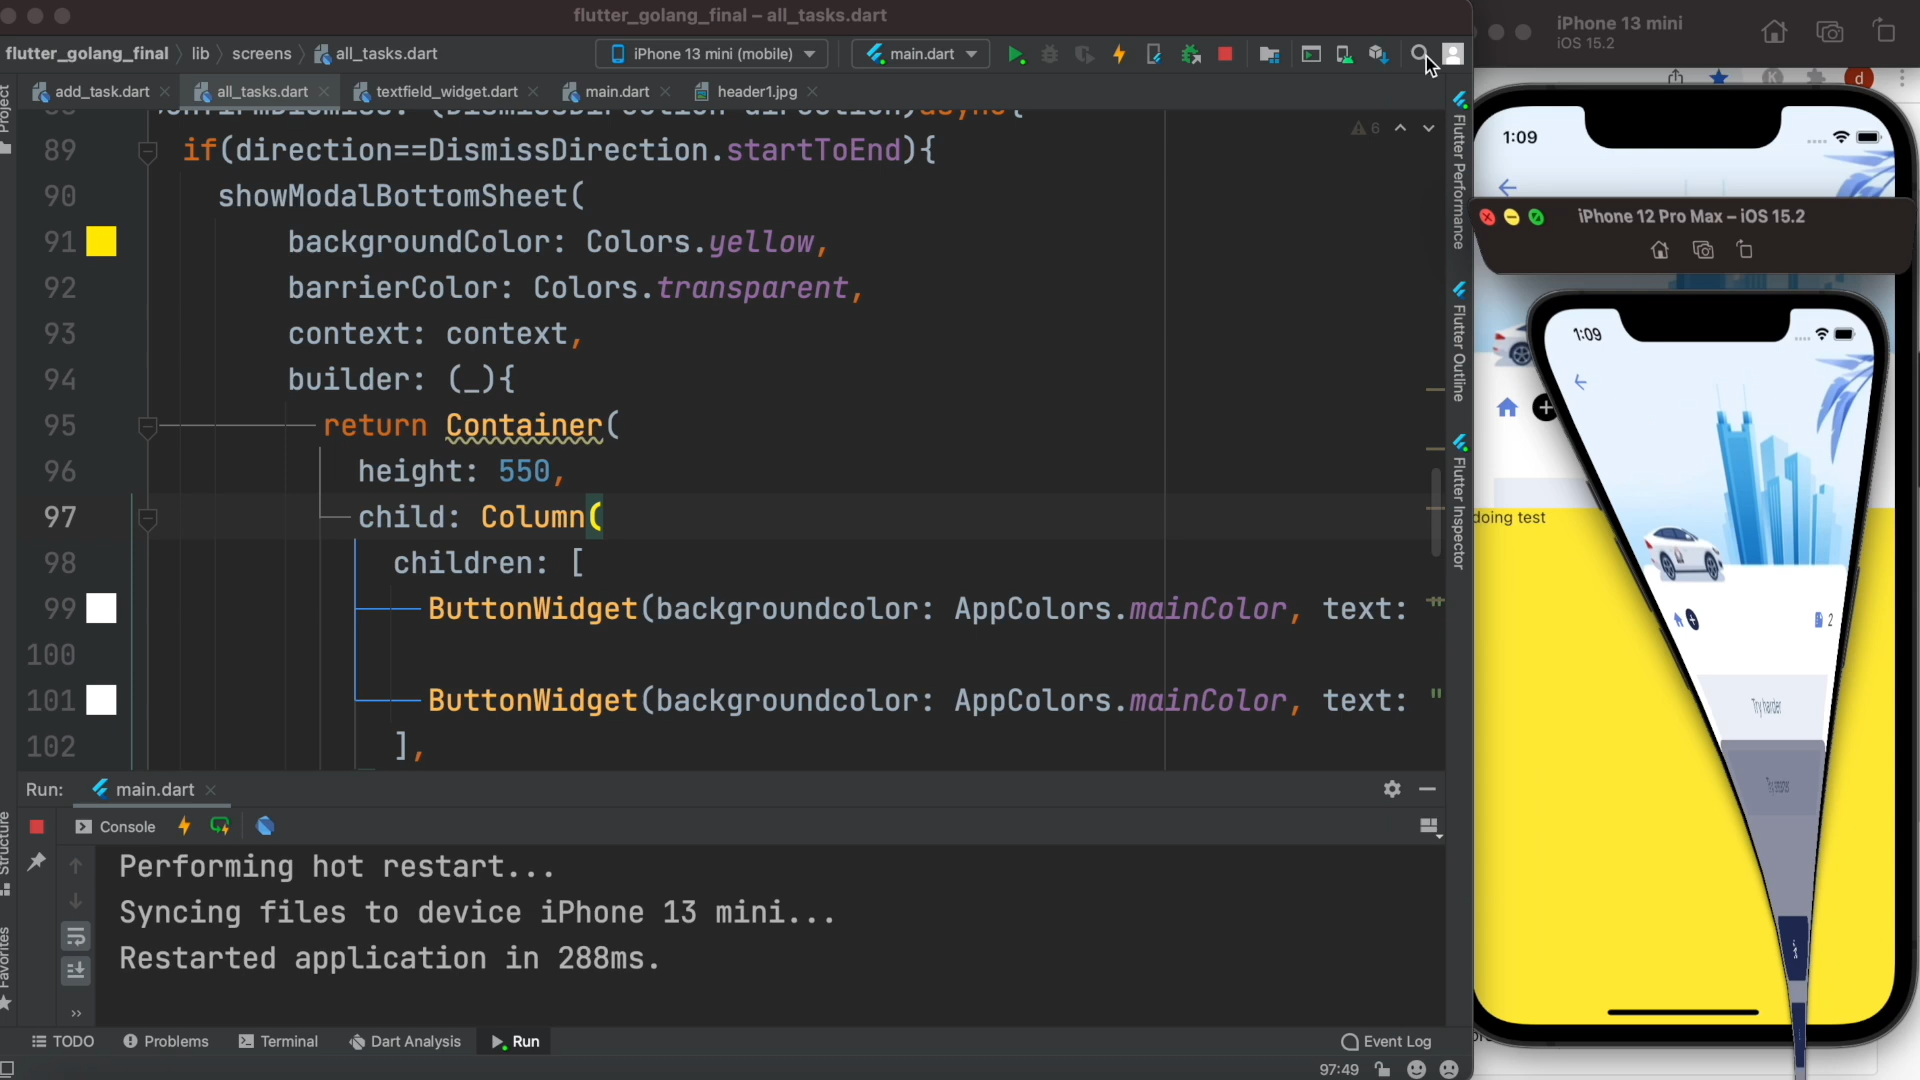 flutter_golang_final – all_tasks.dart
iPhone 13 mini
iOS 15.2
flutter_golang_final
lib
screens
all_tasks.dart
iPhone 13 mini (mobile)
main.dart
K
d
add_task.dart
all_tasks.dart
textfield_widget.dart
main.dart
header1.jpg
Project
89 if(direction==DismissDirection.startToEnd){
6
90 showModalBottomSheet(
91 backgroundColor: Colors.yellow,
92 barrierColor: Colors.transparent,
93 context: context,
94 builder: (_){
95 return Container(
96 height: 550,
97 child: Column(
98 children: [
99 ButtonWidget(backgroundcolor: AppColors.mainColor, text: "
100
101 ButtonWidget(backgroundcolor: AppColors.mainColor, text: "
102 ],
Flutter Performance
Flutter Outline
Flutter Inspector
1:09
iPhone 12 Pro Max – iOS 15.2
1:09
doing test
2
Try harder
Run:
main.dart
Console
Performing hot restart...
Syncing files to device iPhone 13 mini...
Restarted application in 288ms.
Structure
Favorites
TODO
Problems
Terminal
Dart Analysis
Run
Event Log
97:49